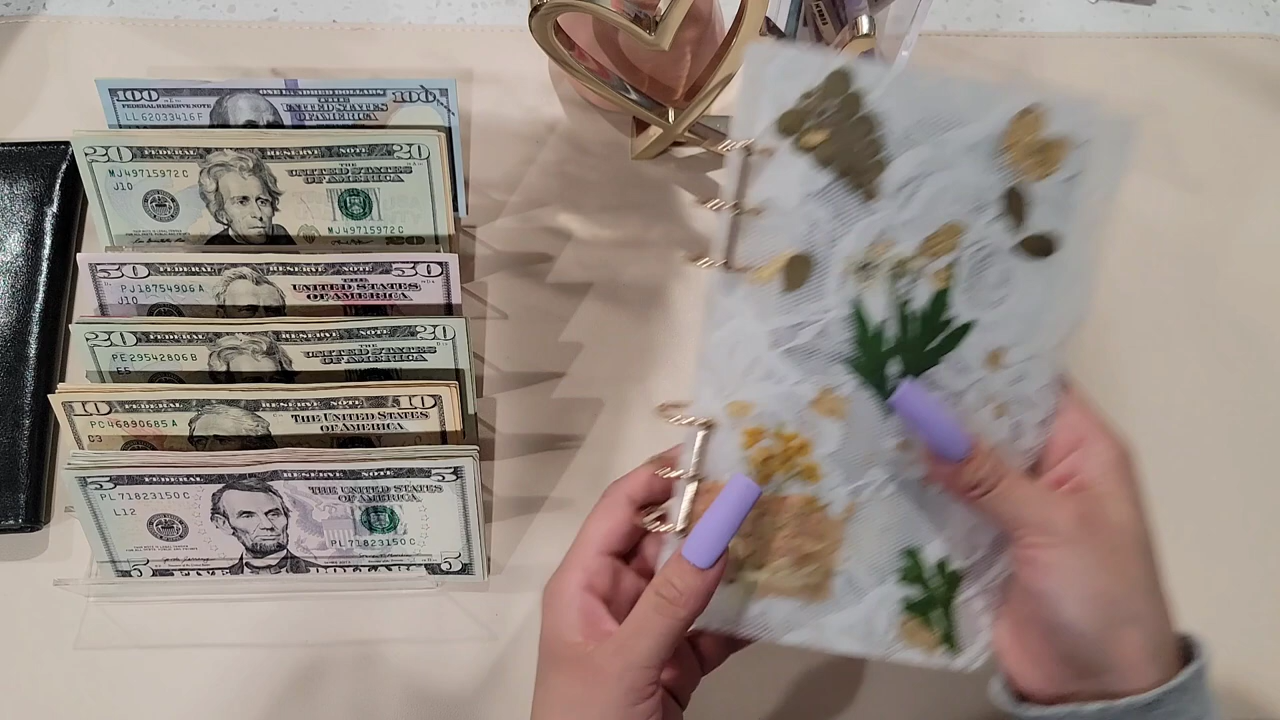 100 ONE HUNDRED DOLLARS 100
FEDERAL RESERVE NOTE THE
LL62033416F UNITED STATES
OF AMERICA
20 FEDERAL RESERVE NOTE 20
THE
MJ49715972C UNITED STATES
J10 OF AMERICA
MJ49715972C
20
50 FEDERAL RESERVE NOTE 50
THE
PJ18754906A UNITED STATES
J10 OF AMERICA
20 FEDERAL RESERVE NOTE 20
THE
PE29542806B UNITED STATES
E5 OF AMERICA
10 FEDERAL RESERVE NOTE 10
PC46890685A THE UNITED STATES
C3 OF AMERICA
5 FEDERAL RESERVE NOTE 5
PL71823150C THE UNITED STATES
L12 OF AMERICA
PL71823150C
5 5